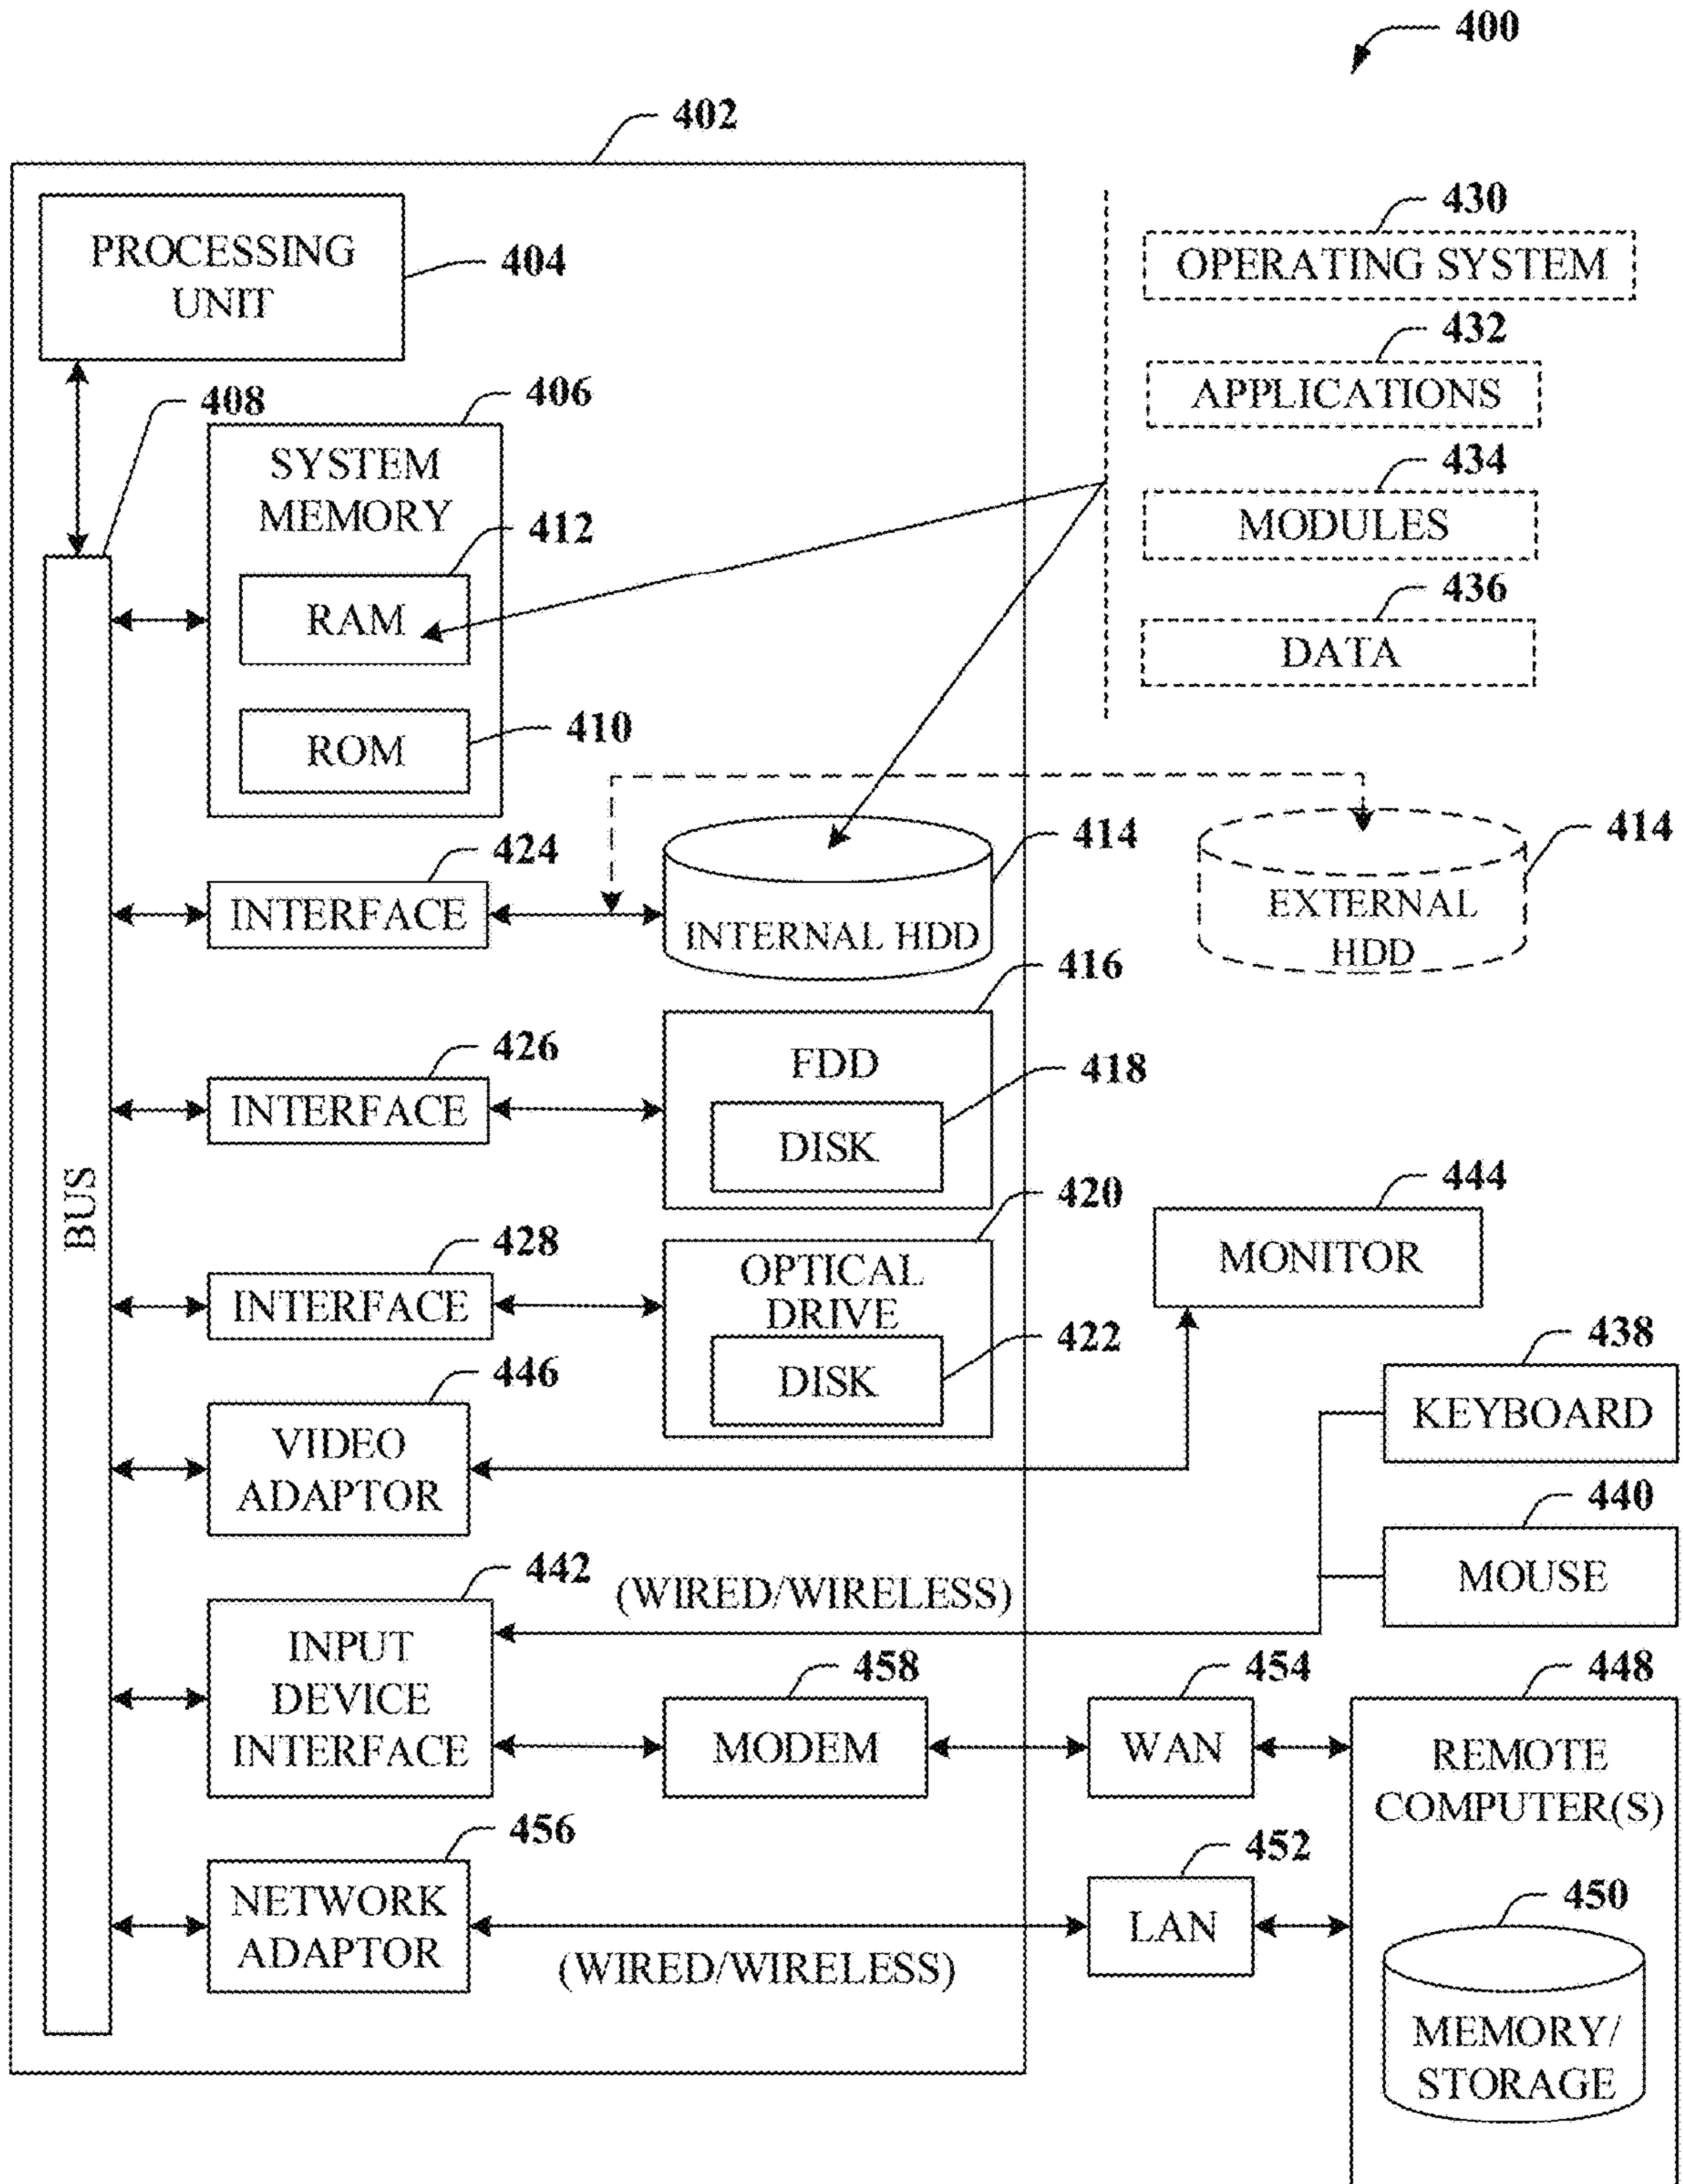 400
402
PROCESSING
UNIT
404
430
OPERATING SYSTEM
432
APPLICATIONS
434
MODULES
436
DATA
408
406
SYSTEM
MEMORY
412
RAM
410
ROM
BUS
424
INTERFACE
414
INTERNAL HDD
414
EXTERNAL
HDD
426
INTERFACE
416
FDD
418
DISK
428
INTERFACE
420
OPTICAL
DRIVE
422
DISK
444
MONITOR
446
VIDEO
ADAPTOR
438
KEYBOARD
440
MOUSE
442
INPUT
DEVICE
INTERFACE
(WIRED/WIRELESS)
458
MODEM
454
WAN
448
REMOTE
COMPUTER(S)
456
NETWORK
ADAPTOR
(WIRED/WIRELESS)
452
LAN
450
MEMORY/
STORAGE